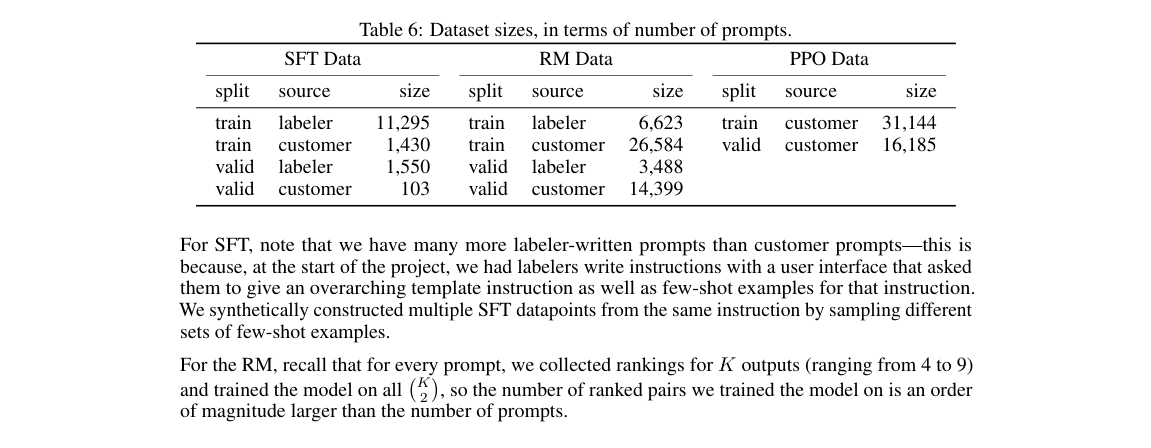 Table 6: Dataset sizes, in terms of number of prompts.
SFT Data RM Data PPO Data
split source size split source size split source size
train labeler 11,295 train labeler 6,623 train customer 31,144
train customer 1,430 train customer 26,584 valid customer 16,185
valid labeler 1,550 valid labeler 3,488
valid customer 103 valid customer 14,399
For SFT, note that we have many more labeler-written prompts than customer prompts—this is
because, at the start of the project, we had labelers write instructions with a user interface that asked
them to give an overarching template instruction as well as few-shot examples for that instruction.
We synthetically constructed multiple SFT datapoints from the same instruction by sampling different
sets of few-shot examples.
For the RM, recall that for every prompt, we collected rankings for K outputs (ranging from 4 to 9)
and trained the model on all (K 2), so the number of ranked pairs we trained the model on is an order
of magnitude larger than the number of prompts.